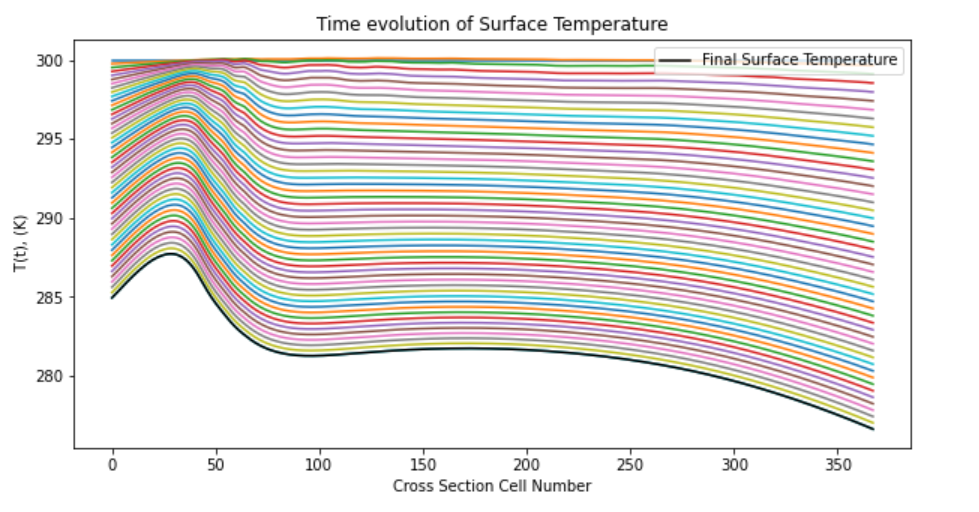 Time evolution of Surface Temperature
Final Surface Temperature
T(t), (K)
300
295
290
285
280
0 50 100 150 200 250 300 350
Cross Section Cell Number